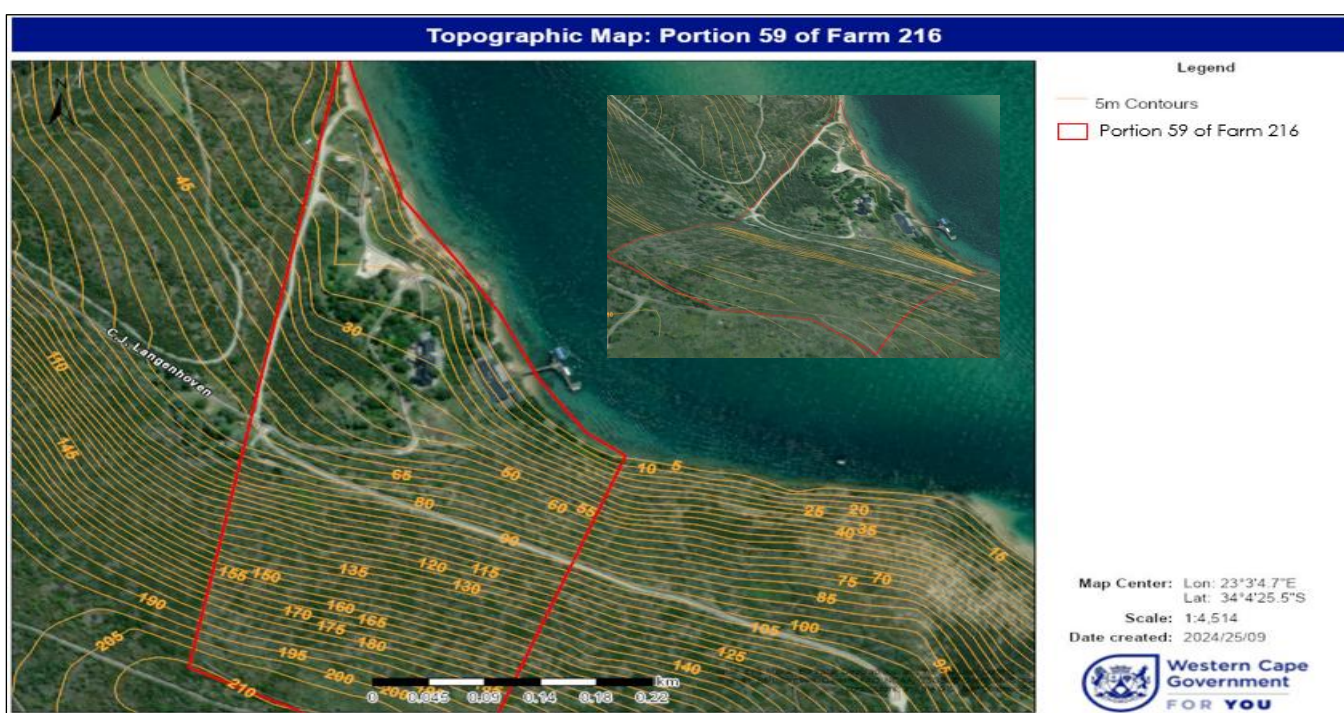 Topographic Map: Portion 59 of Farm 216
Legend
5m Contours
Portion 59 of Farm 216
N
45
30
C.J. Langenhoven
110
145
65
50
10 5
80
60 55
25 20
40 35
15
90
155 150
135
120 115
130
75 70
85
190
170 160 165
175 180
105 100
205
195
200
125
140
95
210
200
km
0 0.045 0.09 0.14 0.18 0.22
Map Center: Lon: 23°3'4.7"E
Lat: 34°4'25.5"S
Scale: 1:4,514
Date created: 2024/25/09
Western Cape
Government
FOR YOU